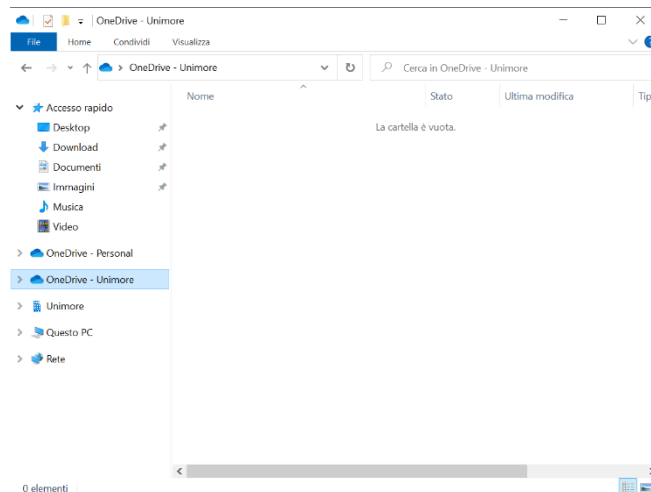 OneDrive - Unimore
File Home Condividi Visualizza
OneDrive - Unimore
Cerca in OneDrive - Unimore
Nome Stato Ultima modifica Tip
La cartella è vuota.
Accesso rapido
Desktop
Download
Documenti
Immagini
Musica
Video
OneDrive - Personal
OneDrive - Unimore
Unimore
Questo PC
Rete
0 elementi